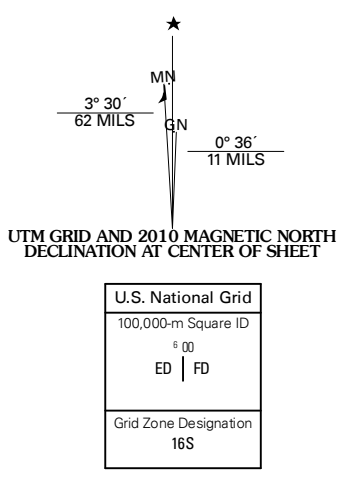 MN
GN
3° 30´
62 MILS
0° 36´
11 MILS
UTM GRID AND 2010 MAGNETIC NORTH
DECLINATION AT CENTER OF SHEET
U.S. National Grid
100,000-m Square ID
6 00
ED FD
Grid Zone Designation
16S